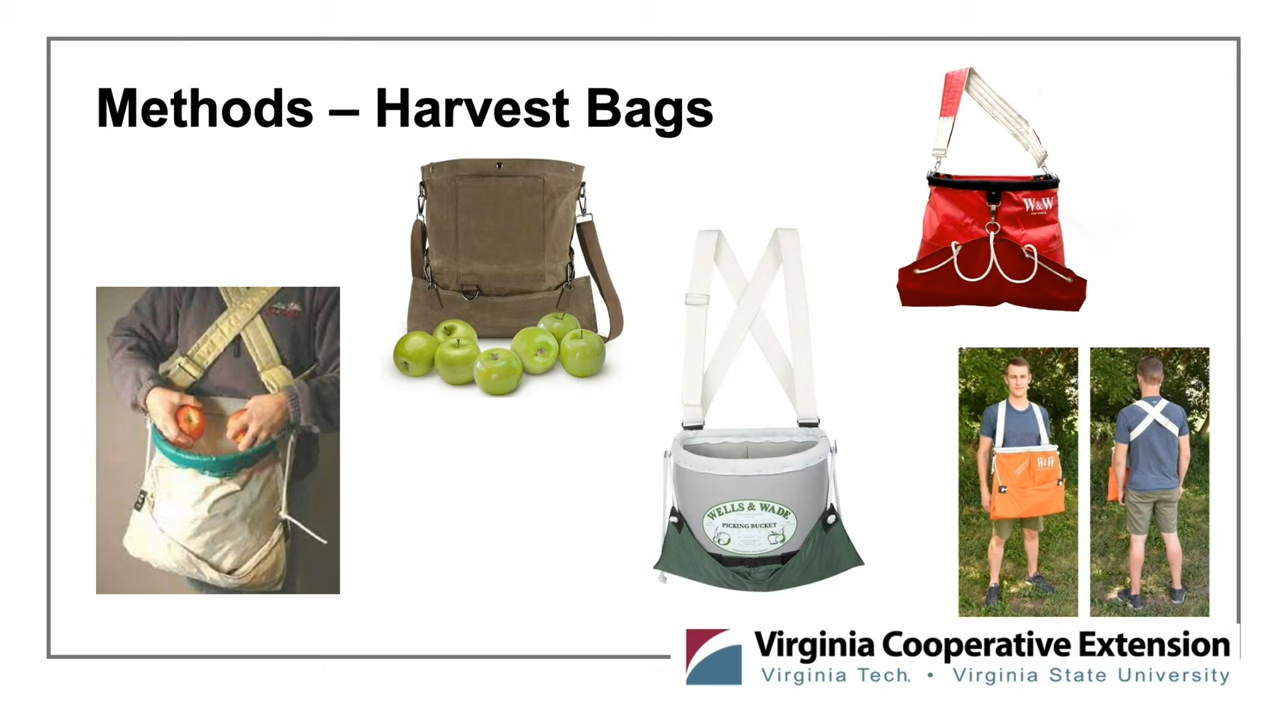 Methods – Harvest Bags
W&W
WELLS & WADE
PICKING BUCKET
W&W
Virginia Cooperative Extension
Virginia Tech. • Virginia State University